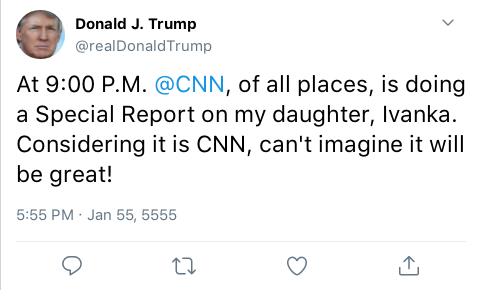 Donald J. Trump
@realDonaldTrump
At 9:00 P.M. @CNN, of all places, is doing
a Special Report on my daughter, Ivanka.
Considering it is CNN, can't imagine it will
be great!
5:55 PM · Jan 55, 5555